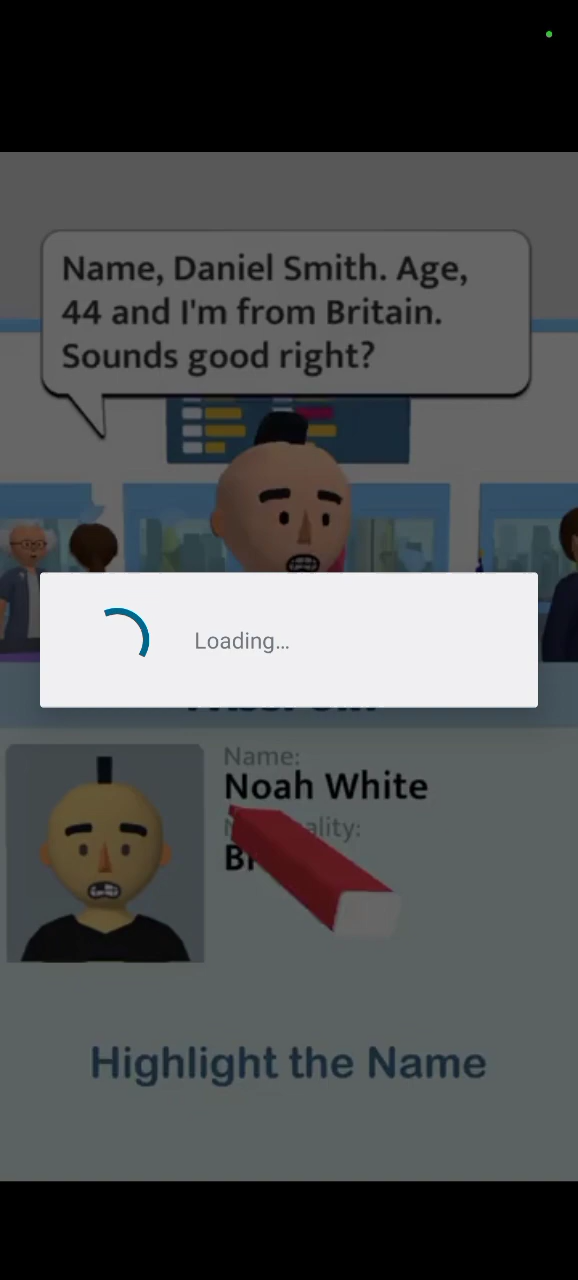 Name, Daniel Smith. Age,
44 and I'm from Britain.
Sounds good right?
Loading...
Name:
Noah White
Highlight the Name